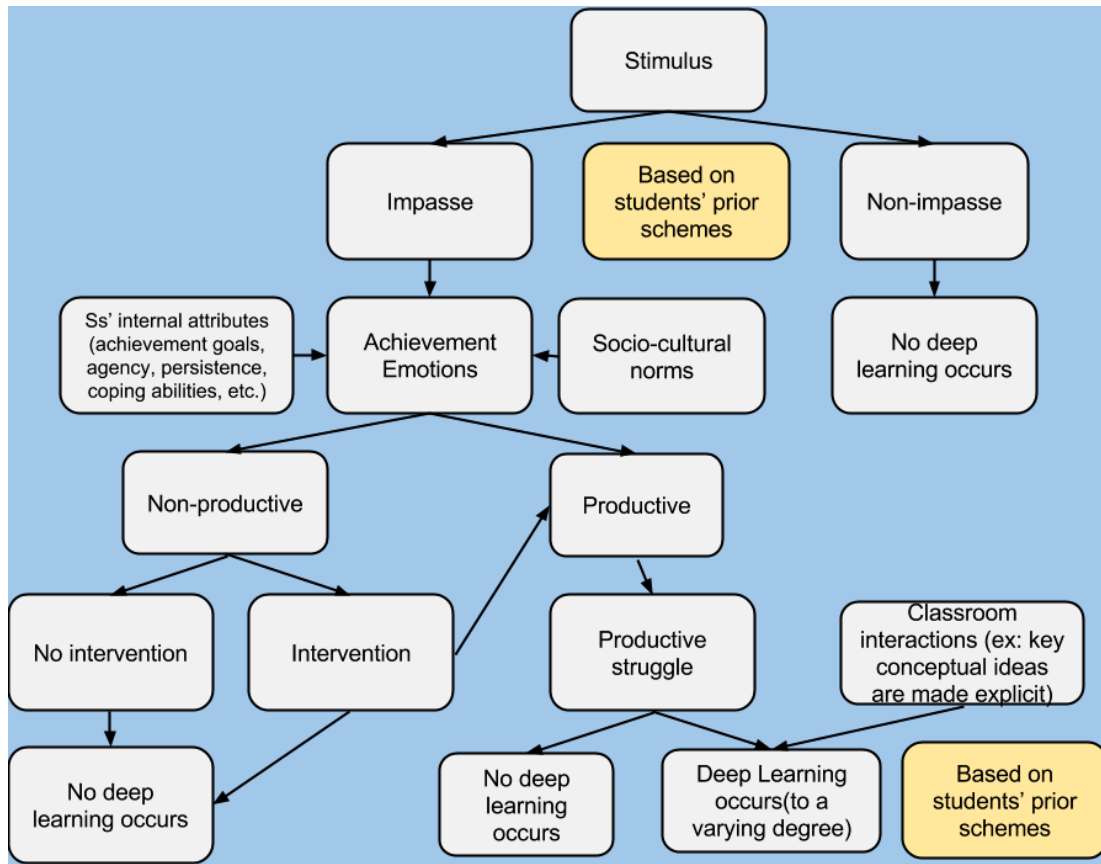 Stimulus
Impasse
Based on
students’ prior
schemes
Non-impasse
Ss’ internal attributes
(achievement goals,
agency, persistence,
coping abilities, etc.)
Achievement
Emotions
Socio-cultural
norms
No deep
learning occurs
Non-productive
Productive
No intervention
Intervention
Productive
struggle
Classroom
interactions (ex: key
conceptual ideas
are made explicit)
No deep
learning occurs
No deep
learning
occurs
Deep Learning
occurs(to a
varying degree)
Based on
students’ prior
schemes